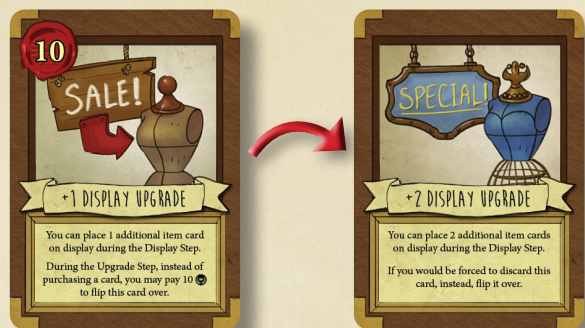 10
SALE!
+1 DISPLAY UPGRADE
You can place 1 additional item card
on display during the Display Step.
During the Upgrade Step, instead of
purchasing a card, you may pay 10
to flip this card over.
SPECIAL!
+2 DISPLAY UPGRADE
You can place 2 additional item cards
on display during the Display Step.
If you would be forced to discard this
card, instead, flip it over.